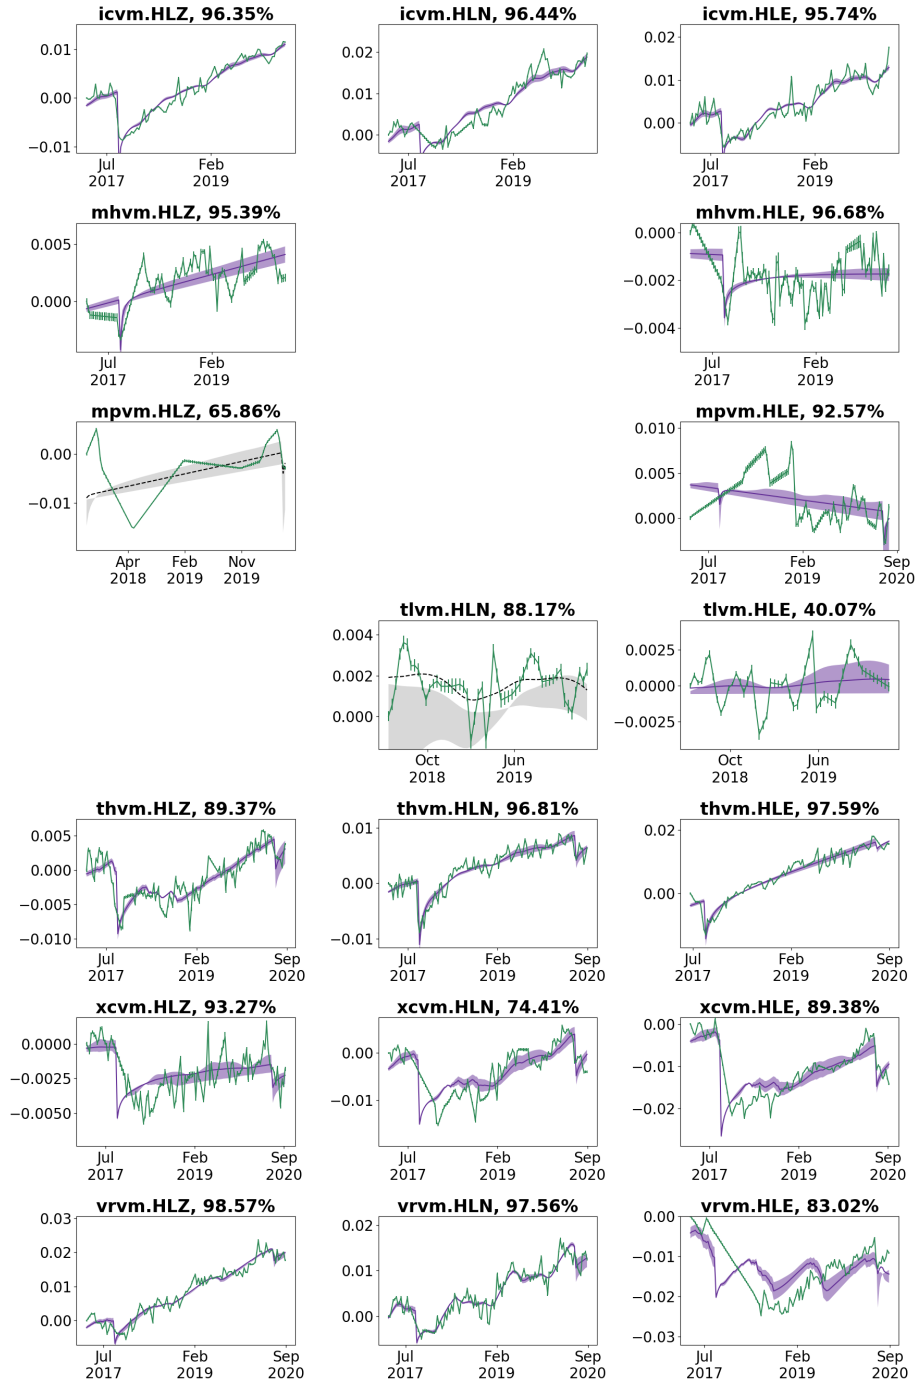 icvm.HLZ, 96.35%
0.01
0.00
−0.01
Jul
2017
Feb
2019
icvm.HLN, 96.44%
0.02
0.01
0.00
Jul
2017
Feb
2019
icvm.HLE, 95.74%
0.02
0.01
0.00
Jul
2017
Feb
2019
mhvm.HLZ, 95.39%
0.005
0.000
Jul
2017
Feb
2019
mhvm.HLE, 96.68%
0.000
−0.002
−0.004
Jul
2017
Feb
2019
mpvm.HLZ, 65.86%
0.00
−0.01
Apr
2018
Feb
2019
Nov
2019
mpvm.HLE, 92.57%
0.010
0.005
0.000
Jul
2017
Feb
2019
Sep
2020
tlvm.HLN, 88.17%
0.004
0.002
0.000
Oct
2018
Jun
2019
tlvm.HLE, 40.07%
0.0025
0.0000
−0.0025
Oct
2018
Jun
2019
thvm.HLZ, 89.37%
0.005
0.000
−0.005
−0.010
Jul
2017
Feb
2019
Sep
2020
thvm.HLN, 96.81%
0.01
0.00
−0.01
Jul
2017
Feb
2019
Sep
2020
thvm.HLE, 97.59%
0.02
0.00
Jul
2017
Feb
2019
Sep
2020
xcvm.HLZ, 93.27%
0.0000
−0.0025
−0.0050
Jul
2017
Feb
2019
Sep
2020
xcvm.HLN, 74.41%
0.00
−0.01
Jul
2017
Feb
2019
Sep
2020
xcvm.HLE, 89.38%
0.00
−0.01
−0.02
Jul
2017
Feb
2019
Sep
2020
vrvm.HLZ, 98.57%
0.03
0.02
0.01
0.00
Jul
2017
Feb
2019
Sep
2020
vrvm.HLN, 97.56%
0.02
0.01
0.00
Jul
2017
Feb
2019
Sep
2020
vrvm.HLE, 83.02%
0.00
−0.01
−0.02
−0.03
Jul
2017
Feb
2019
Sep
2020